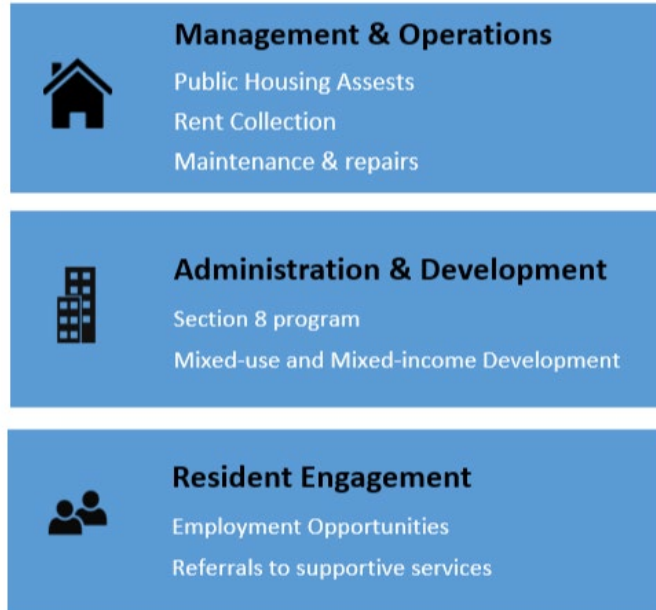 Management & Operations
Public Housing Assests
Rent Collection
Maintenance & repairs
Administration & Development
Section 8 program
Mixed-use and Mixed-income Development
Resident Engagement
Employment Opportunities
Referrals to supportive services